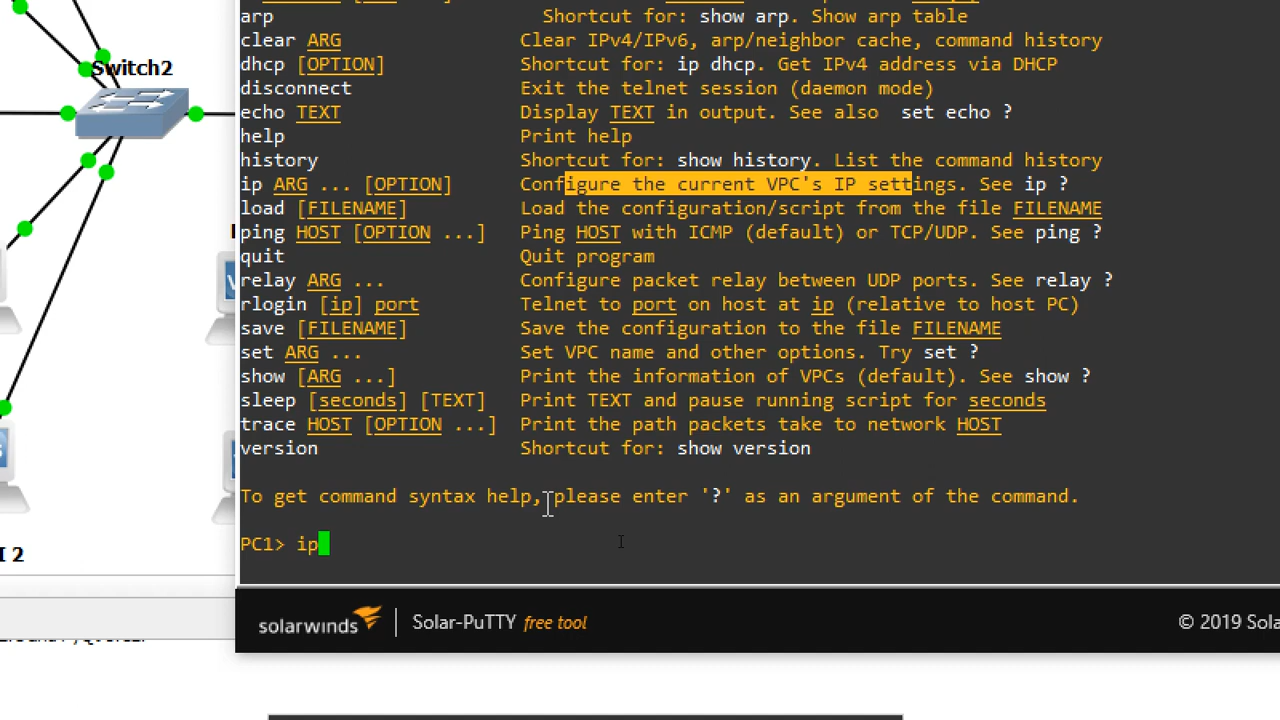 arp Shortcut for: show arp. Show arp table
clear ARG Clear IPv4/IPv6, arp/neighbor cache, command history
Switch2
dhcp [OPTION] Shortcut for: ip dhcp. Get IPv4 address via DHCP
disconnect Exit the telnet session (daemon mode)
echo TEXT Display TEXT in output. See also set echo ?
help Print help
history Shortcut for: show history. List the command history
ip ARG ... [OPTION] Configure the current VPC's IP settings. See ip ?
load [FILENAME] Load the configuration/script from the file FILENAME
ping HOST [OPTION ...] Ping HOST with ICMP (default) or TCP/UDP. See ping ?
quit Quit program
relay ARG ... Configure packet relay between UDP ports. See relay ?
rlogin [ip] port Telnet to port on host at ip (relative to host PC)
save [FILENAME] Save the configuration to the file FILENAME
set ARG ... Set VPC name and other options. Try set ?
show [ARG ...] Print the information of VPCs (default). See show ?
sleep [seconds] [TEXT] Print TEXT and pause running script for seconds
trace HOST [OPTION ...] Print the path packets take to network HOST
version Shortcut for: show version
To get command syntax help, please enter '?' as an argument of the command.
PC1> ip
I 2
solarwinds Solar-PuTTY free tool © 2019 Sola